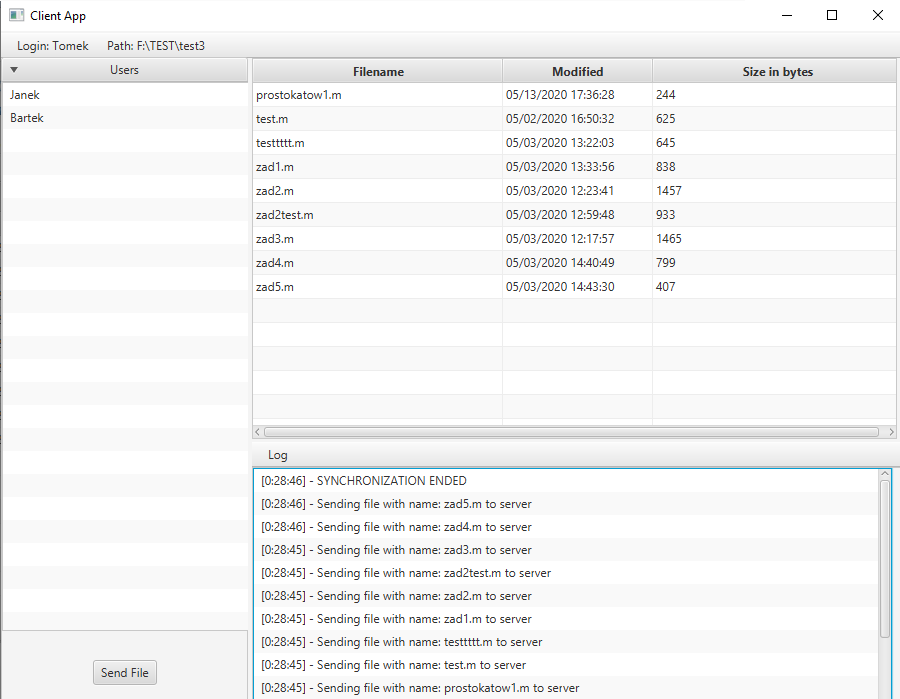 Client App
Login: Tomek Path: F:\TEST\test3
Users
Janek
Bartek
Send File
Filename Modified Size in bytes
prostokatow1.m 05/13/2020 17:36:28 244
test.m 05/02/2020 16:50:32 625
testtttt.m 05/03/2020 13:22:03 645
zad1.m 05/03/2020 13:33:56 838
zad2.m 05/03/2020 12:23:41 1457
zad2test.m 05/03/2020 12:59:48 933
zad3.m 05/03/2020 12:17:57 1465
zad4.m 05/03/2020 14:40:49 799
zad5.m 05/03/2020 14:43:30 407
Log
[0:28:46] - SYNCHRONIZATION ENDED
[0:28:46] - Sending file with name: zad5.m to server
[0:28:46] - Sending file with name: zad4.m to server
[0:28:45] - Sending file with name: zad3.m to server
[0:28:45] - Sending file with name: zad2test.m to server
[0:28:45] - Sending file with name: zad2.m to server
[0:28:45] - Sending file with name: zad1.m to server
[0:28:45] - Sending file with name: testtttt.m to server
[0:28:45] - Sending file with name: test.m to server
[0:28:45] - Sending file with name: prostokatow1.m to server